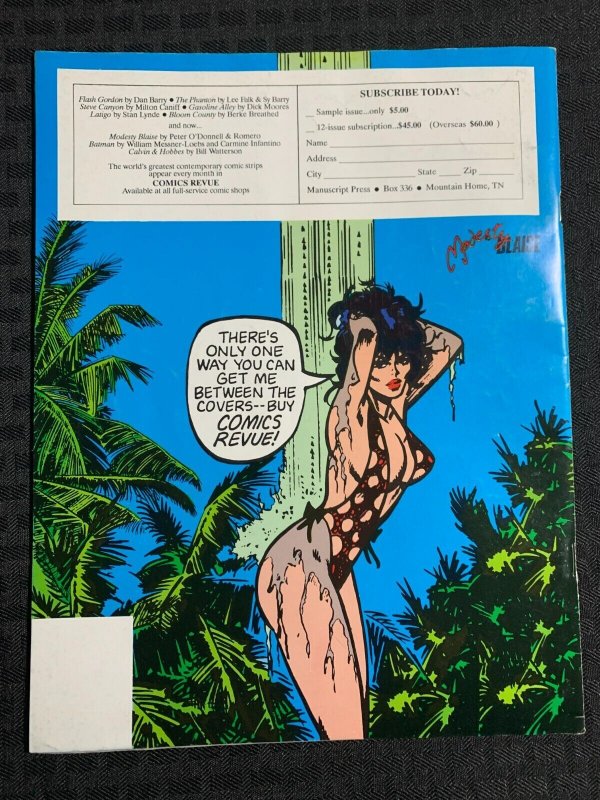 Flash Gordon by Dan Barry ● The Phantom by Lee Falk & Sy Barry
Steve Canyon by Milton Caniff ● Gasoline Alley by Dick Moores
Latigo by Stan Lynde ● Bloom County by Berke Breathed
and now...
Modesty Blaise by Peter O'Donnell & Romero
Batman by William Messner-Loebs and Carmine Infantino
Calvin & Hobbes by Bill Watterson
The world's greatest contemporary comic strips
appear every month in
COMICS REVUE
Available at all full-service comic shops
SUBSCRIBE TODAY!
__ Sample issue...only $5.00
__ 12-issue subscription...$45.00 (Overseas $60.00 )
Name
Address
City State Zip
Manuscript Press ● Box 336 ● Mountain Home, TN
Modesty
BLAISE
THERE'S
ONLY ONE
WAY YOU CAN
GET ME
BETWEEN THE
COVERS--BUY
COMICS
REVUE!